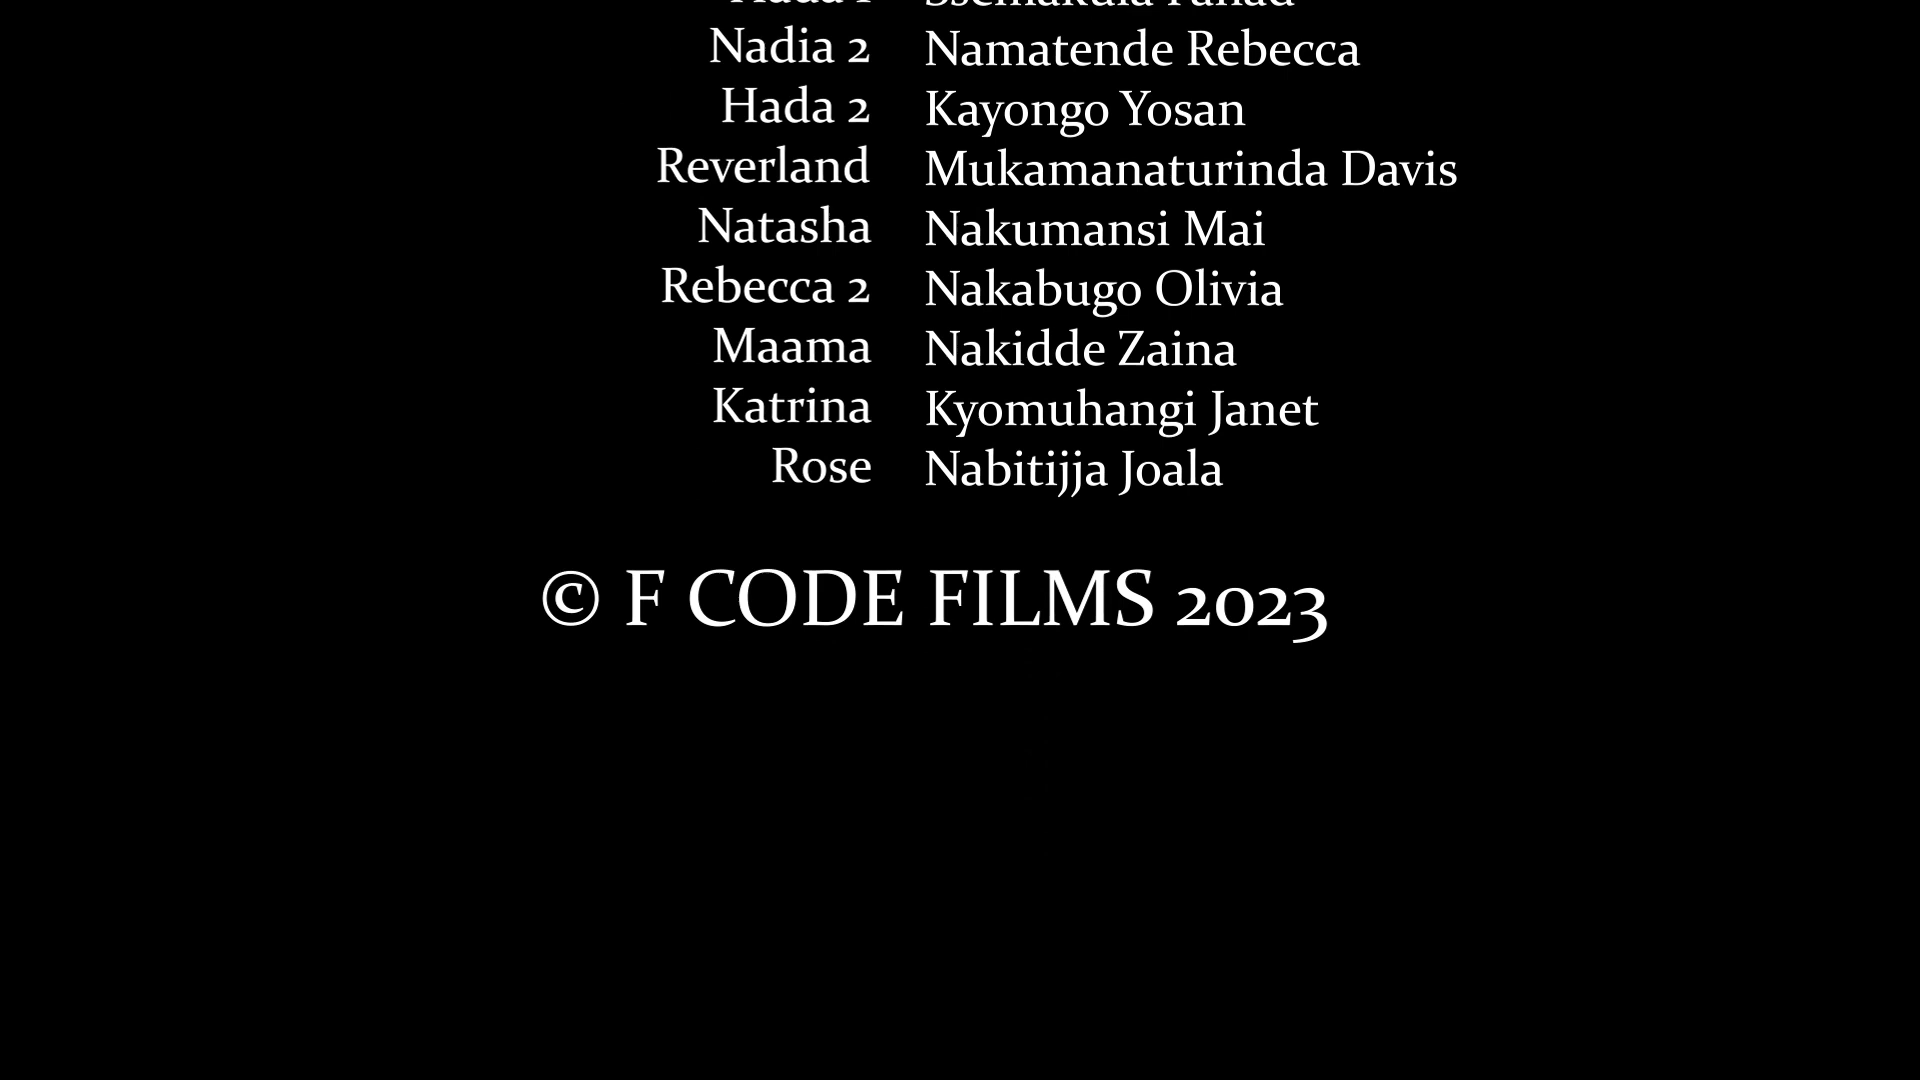 Nadia 2 Namatende Rebecca
Hada 2 Kayongo Yosan
Reverland Mukamanaturinda Davis
Natasha Nakumansi Mai
Rebecca 2 Nakabugo Olivia
Maama Nakidde Zaina
Katrina Kyomuhangi Janet
Rose Nabitijja Joala
© F CODE FILMS 2023